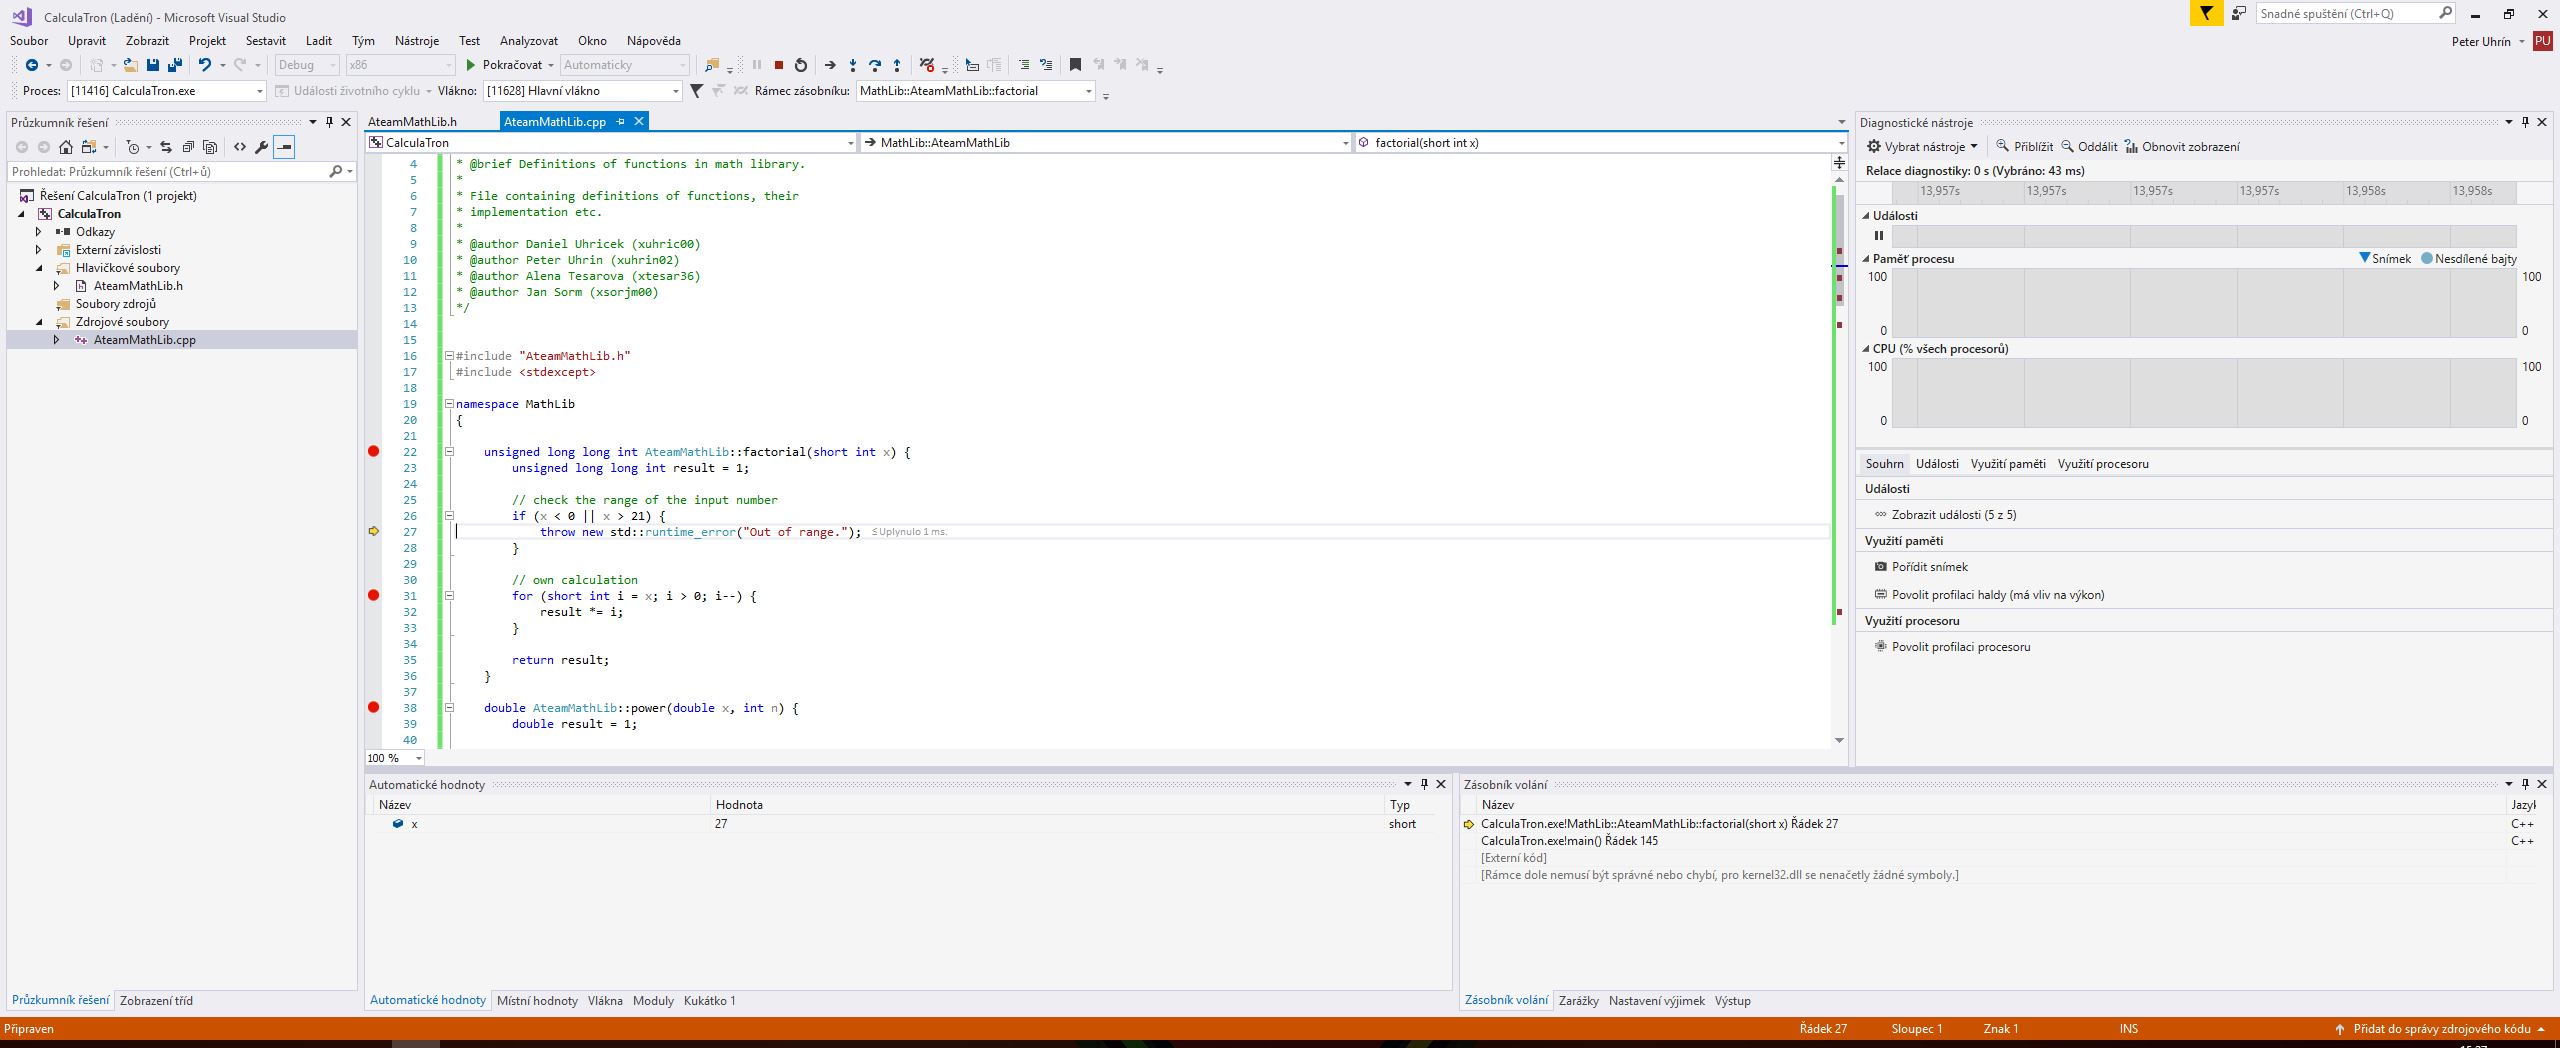 CalculaTron (Ladění) - Microsoft Visual Studio
Snadné spuštění (Ctrl+Q)
Soubor Upravit Zobrazit Projekt Sestavit Ladit Tým Nástroje Test Analyzovat Okno Nápověda
Peter Uhrín PU
Debug x86 Pokračovat Automaticky
Proces: [11416] CalculaTron.exe Události životního cyklu Vlákno: [11628] Hlavní vlákno Rámec zásobníku: MathLib::AteamMathLib::factorial
Průzkumník řešení
Prohledat: Průzkumník řešení (Ctrl+ů)
Řešení CalculaTron (1 projekt)
CalculaTron
Odkazy
Externí závislosti
Hlavičkové soubory
AteamMathLib.h
Soubory zdrojů
Zdrojové soubory
AteamMathLib.cpp
Průzkumník řešení Zobrazení tříd
AteamMathLib.h AteamMathLib.cpp
CalculaTron MathLib::AteamMathLib factorial(short int x)
4 * @brief Definitions of functions in math library.
5 *
6 * File containing definitions of functions, their
7 * implementation etc.
8 *
9 * @author Daniel Uhricek (xuhric00)
10 * @author Peter Uhrin (xuhrin02)
11 * @author Alena Tesarova (xtesar36)
12 * @author Jan Sorm (xsorjm00)
13 */
14
15
16 #include "AteamMathLib.h"
17 #include <stdexcept>
18
19 namespace MathLib
20 {
21
22 unsigned long long int AteamMathLib::factorial(short int x) {
23 unsigned long long int result = 1;
24
25 // check the range of the input number
26 if (x < 0 || x > 21) {
27 throw new std::runtime_error("Out of range."); ≤Uplynulo 1 ms.
28 }
29
30 // own calculation
31 for (short int i = x; i > 0; i--) {
32 result *= i;
33 }
34
35 return result;
36 }
37
38 double AteamMathLib::power(double x, int n) {
39 double result = 1;
40
100 %
Automatické hodnoty
Název Hodnota Typ
x 27 short
Automatické hodnoty Místní hodnoty Vlákna Moduly Kukátko 1
Zásobník volání
Název Jazyk
CalculaTron.exe!MathLib::AteamMathLib::factorial(short x) Řádek 27 C++
CalculaTron.exe!main() Řádek 145 C++
[Externí kód]
[Rámce dole nemusí být správné nebo chybí, pro kernel32.dll se nenačetly žádné symboly.]
Zásobník volání Zarážky Nastavení výjimek Výstup
Diagnostické nástroje
Vybrat nástroje Přiblížit Oddálit Obnovit zobrazení
Relace diagnostiky: 0 s (Vybráno: 43 ms)
13,957s 13,957s 13,957s 13,957s 13,958s 13,958s
Události
Paměť procesu Snímek Nesdílené bajty
100 100
0 0
CPU (% všech procesorů)
100 100
0 0
Souhrn Události Využití paměti Využití procesoru
Události
Zobrazit události (5 z 5)
Využití paměti
Pořídit snímek
Povolit profilaci haldy (má vliv na výkon)
Využití procesoru
Povolit profilaci procesoru
Připraven Řádek 27 Sloupec 1 Znak 1 INS Přidat do správy zdrojového kódu